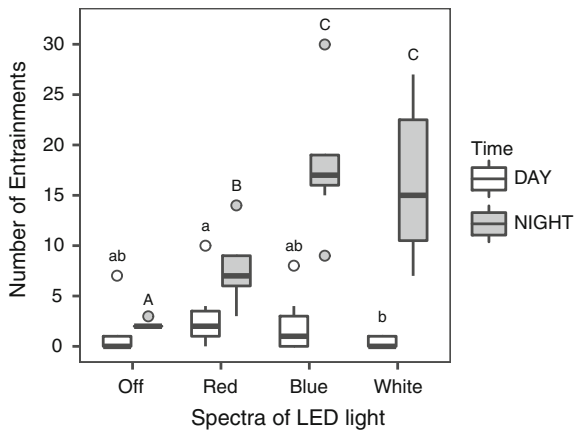 Number of Entrainments
30
25
20
15
10
5
0
ab
A
a
B
ab
C
b
C
Off
Red
Blue
White
Spectra of LED light
Time
DAY
NIGHT